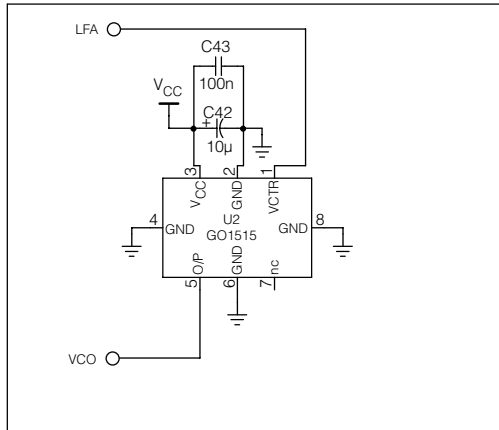 LFA
C43
100n
VCC
+
C42
10µ
3
2
1
VCC
GND
VCTR
U2
GO1515
4
GND
GND
8
O/P
GND
nc
5
6
7
VCO